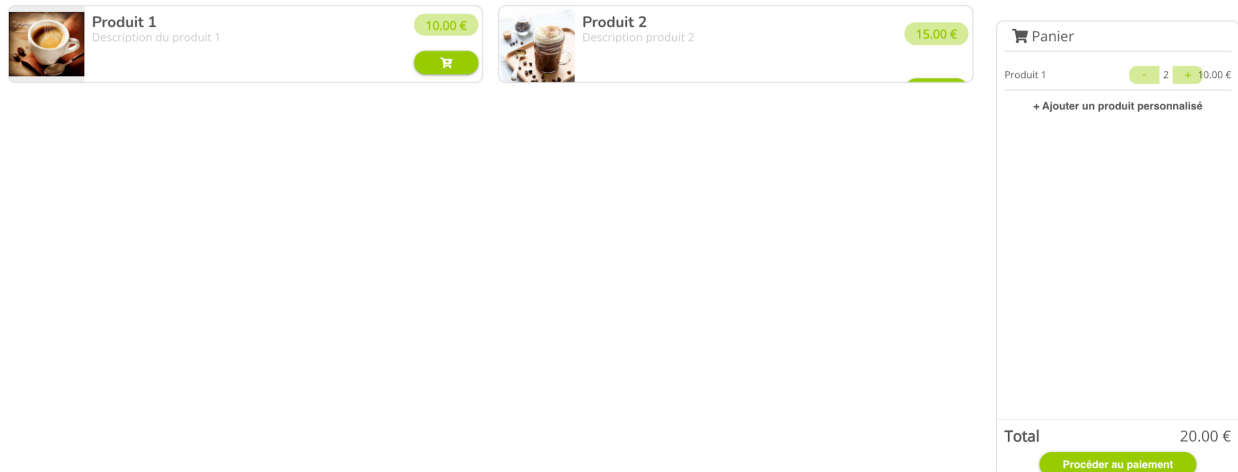 Produit 1
Description du produit 1
10.00 €
Produit 2
Description produit 2
15.00 €
Panier
Produit 1 - 2 + 10.00 €
+ Ajouter un produit personnalisé
Total 20.00 €
Procéder au paiement